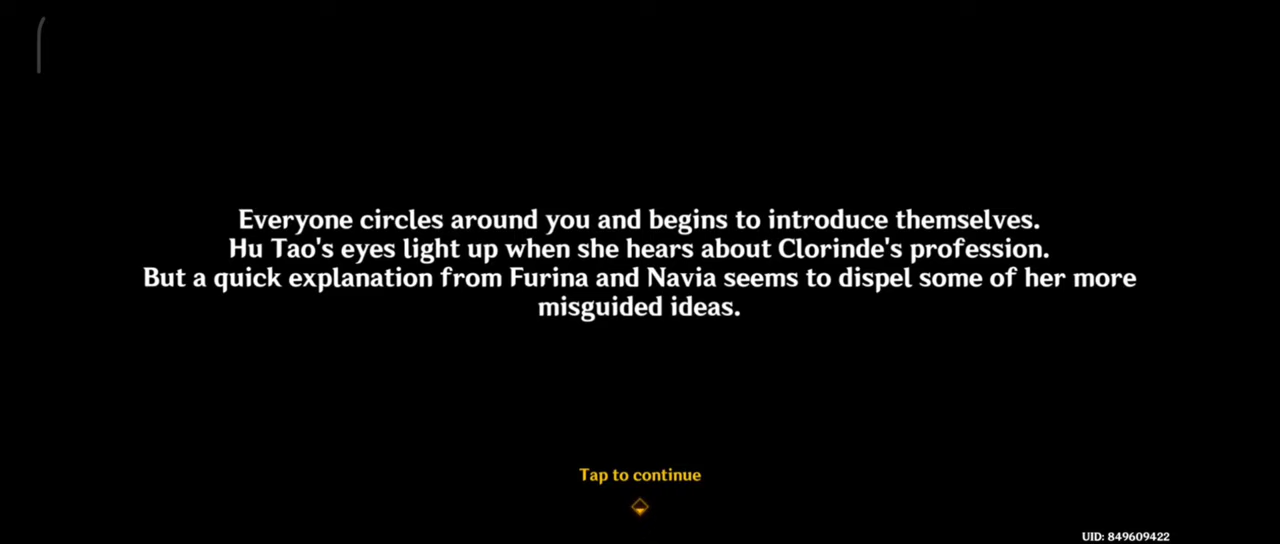 Everyone circles around you and begins to introduce themselves.
Hu Tao's eyes light up when she hears about Clorinde's profession.
But a quick explanation from Furina and Navia seems to dispel some of her more
misguided ideas.
Tap to continue
UID: 849609422